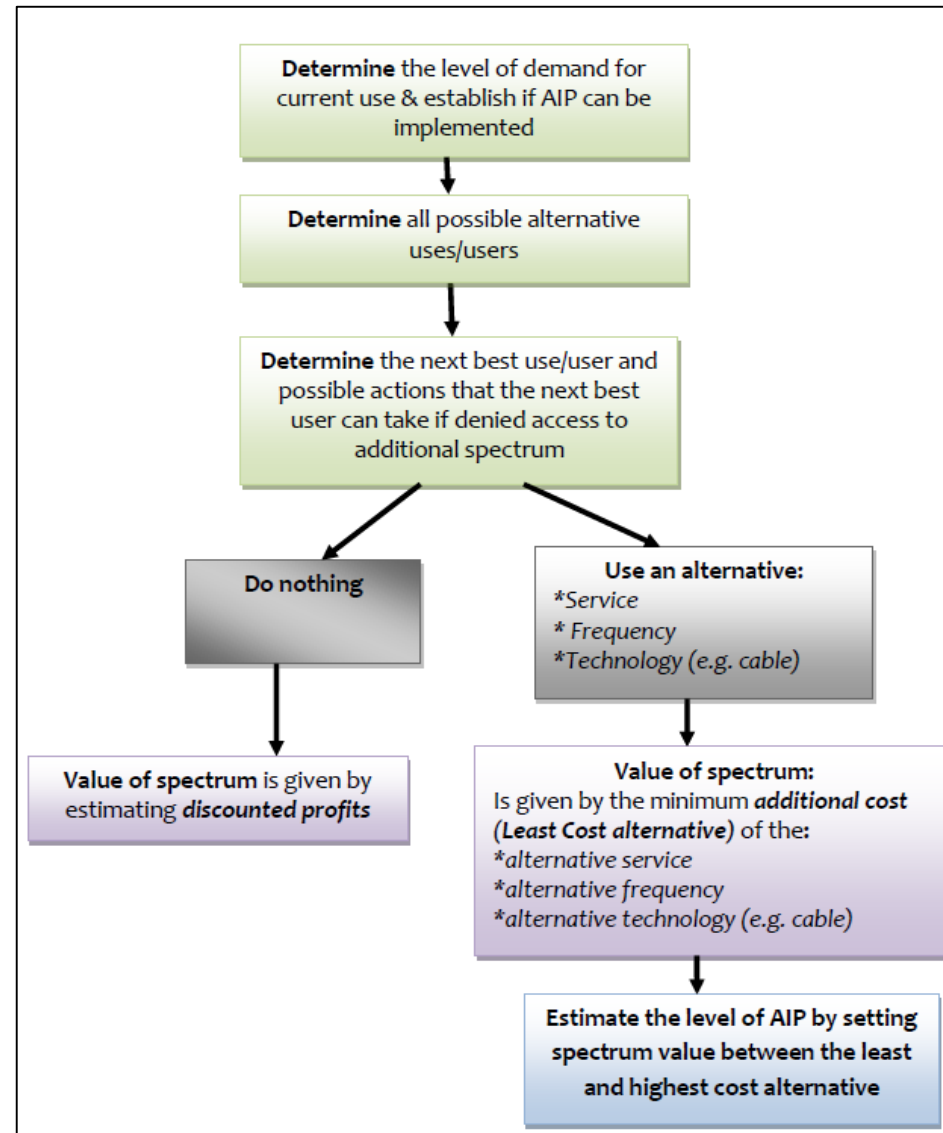 Determine the level of demand for
current use & establish if AIP can be
implemented
Determine all possible alternative
uses/users
Determine the next best use/user and
possible actions that the next best
user can take if denied access to
additional spectrum
Do nothing
Use an alternative:
*Service
* Frequency
*Technology (e.g. cable)
Value of spectrum is given by
estimating discounted profits
Value of spectrum:
Is given by the minimum additional cost
(Least Cost alternative) of the:
*alternative service
*alternative frequency
*alternative technology (e.g. cable)
Estimate the level of AIP by setting
spectrum value between the least
and highest cost alternative